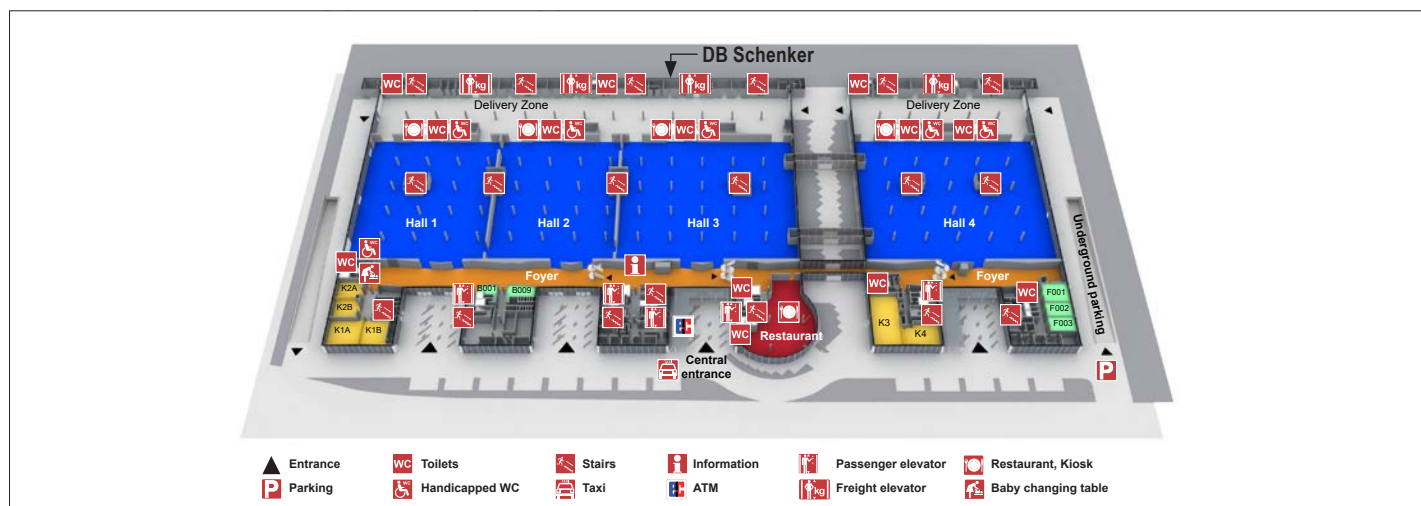 DB Schenker
WC kg kg WC kg WC kg
Delivery Zone Delivery Zone
WC WC WC WC WC
Hall 1 Hall 2 Hall 3 Hall 4
Underground parking
WC
WC
Foyer Foyer
K2A B001 B009 WC WC WC F001
K2B F002
K1A K1B WC Restaurant K3 K4 F003
Central
entrance
P
Entrance WC Toilets Stairs Information Passenger elevator Restaurant, Kiosk
P Parking WC Handicapped WC Taxi ATM kg Freight elevator Baby changing table